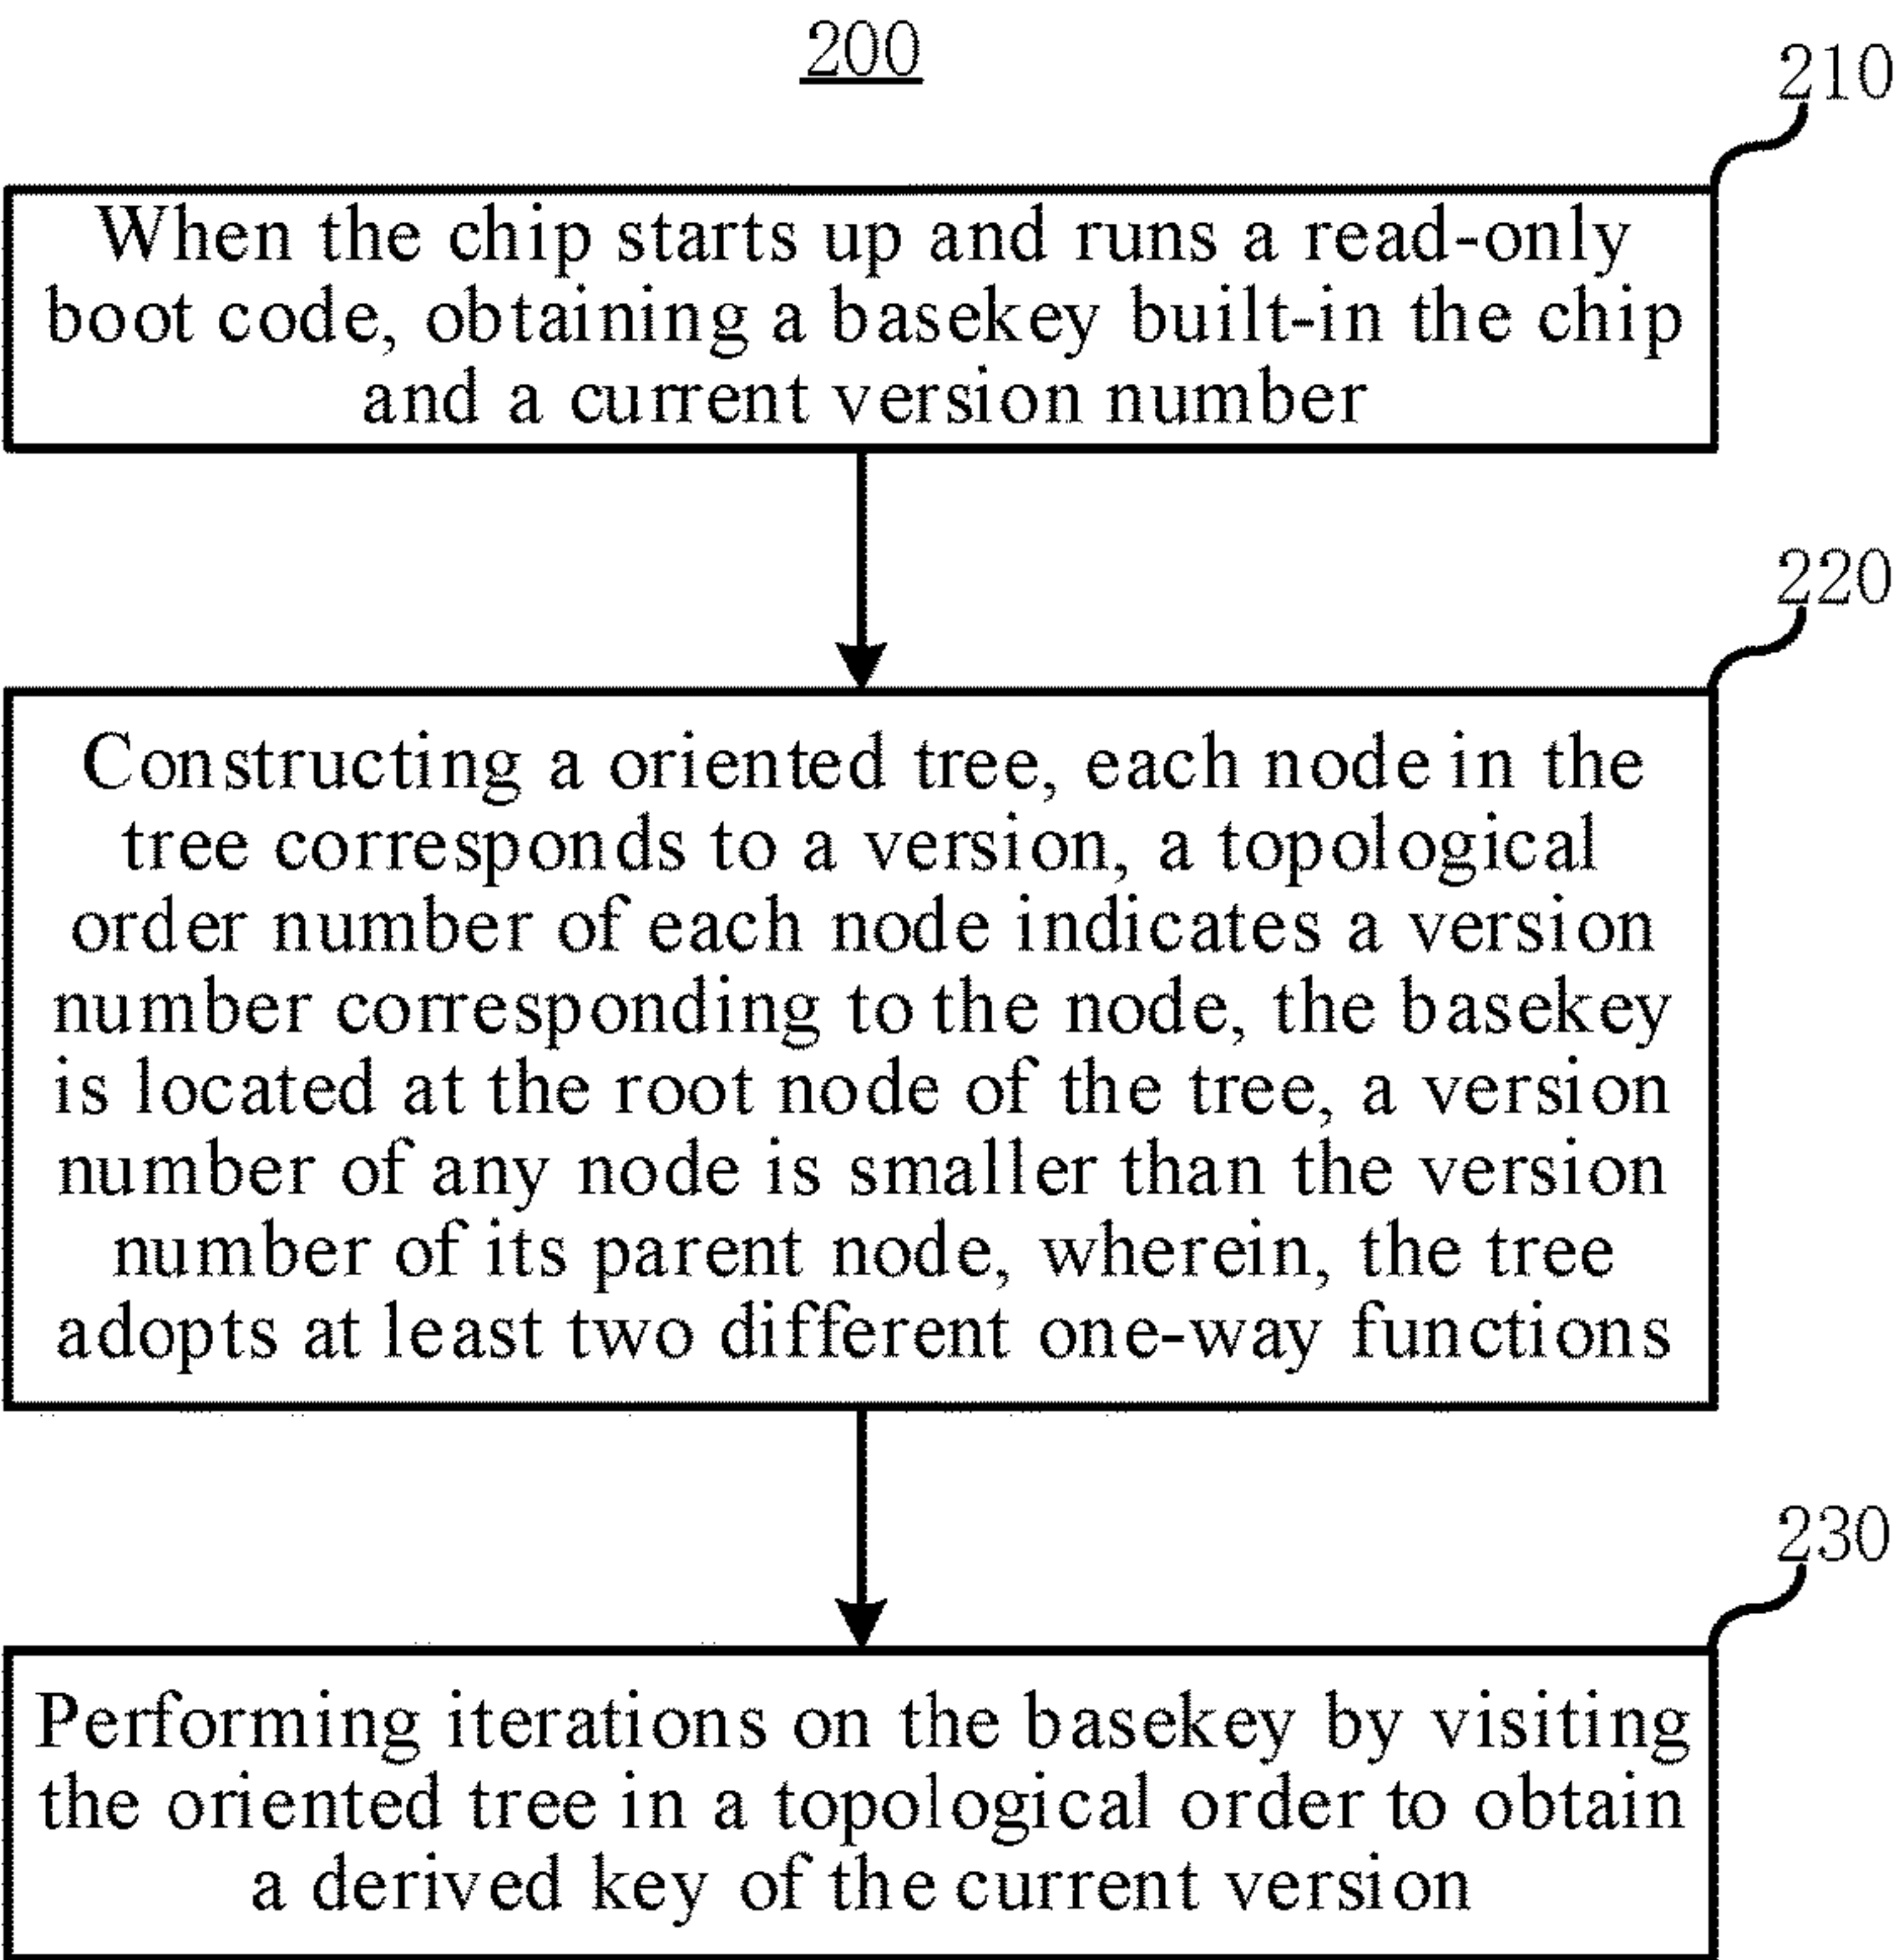 200
210
When the chip starts up and runs a read-only
boot code, obtaining a basekey built-in the chip
and a current version number
220
Constructing a oriented tree, each node in the
tree corresponds to a version, a topological
order number of each node indicates a version
number corresponding to the node, the basekey
is located at the root node of the tree, a version
number of any node is smaller than the version
number of its parent node, wherein, the tree
adopts at least two different one-way functions
230
Performing iterations on the basekey by visiting
the oriented tree in a topological order to obtain
a derived key of the current version